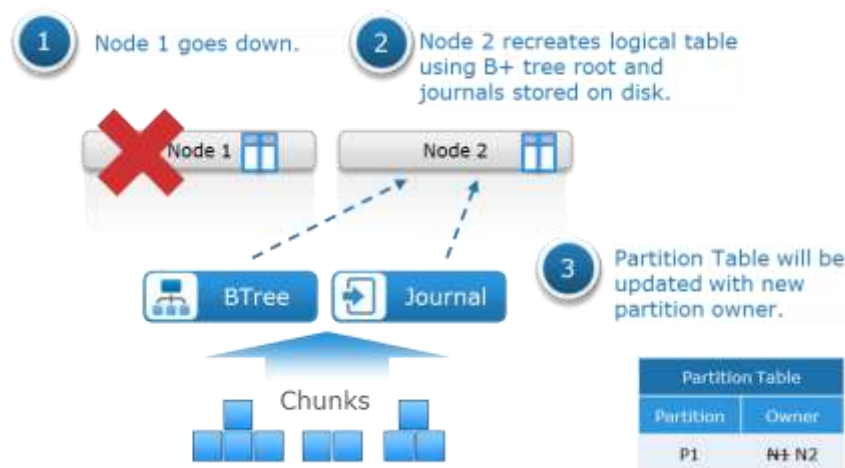 1
Node 1 goes down.
2
Node 2 recreates logical table
using B+ tree root and
journals stored on disk.
Node 1
Node 2
BTree
Journal
3
Partition Table will be
updated with new
partition owner.
Chunks
Partition Table
Partition Owner
P1 N1 N2